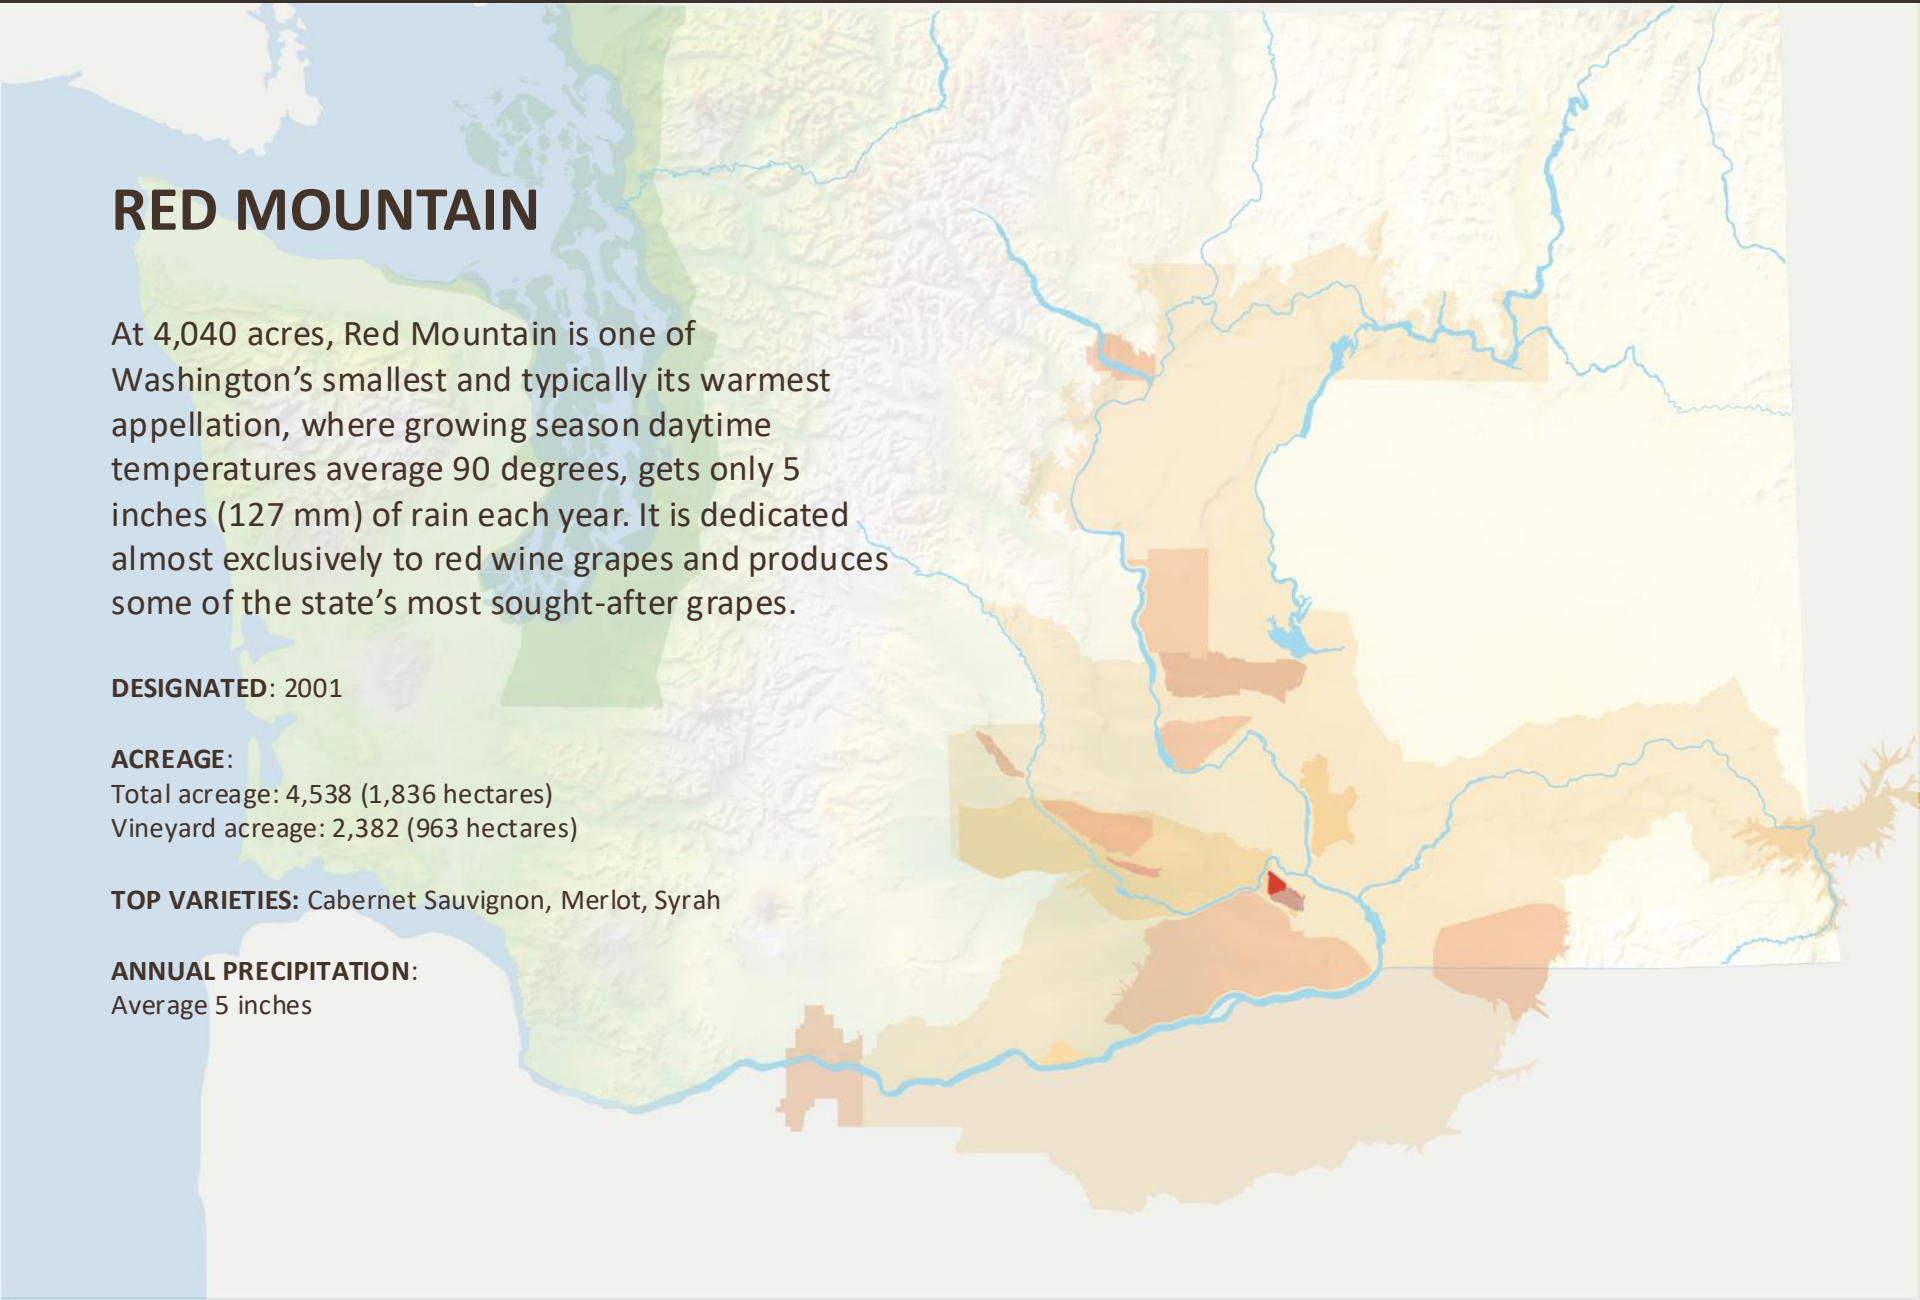 RED MOUNTAIN
At 4,040 acres, Red Mountain is one of
Washington’s smallest and typically its warmest
appellation, where growing season daytime
temperatures average 90 degrees, gets only 5
inches (127 mm) of rain each year. It is dedicated
almost exclusively to red wine grapes and produces
some of the state’s most sought-after grapes.
DESIGNATED: 2001
ACREAGE:
Total acreage: 4,538 (1,836 hectares)
Vineyard acreage: 2,382 (963 hectares)
TOP VARIETIES: Cabernet Sauvignon, Merlot, Syrah
ANNUAL PRECIPITATION:
Average 5 inches